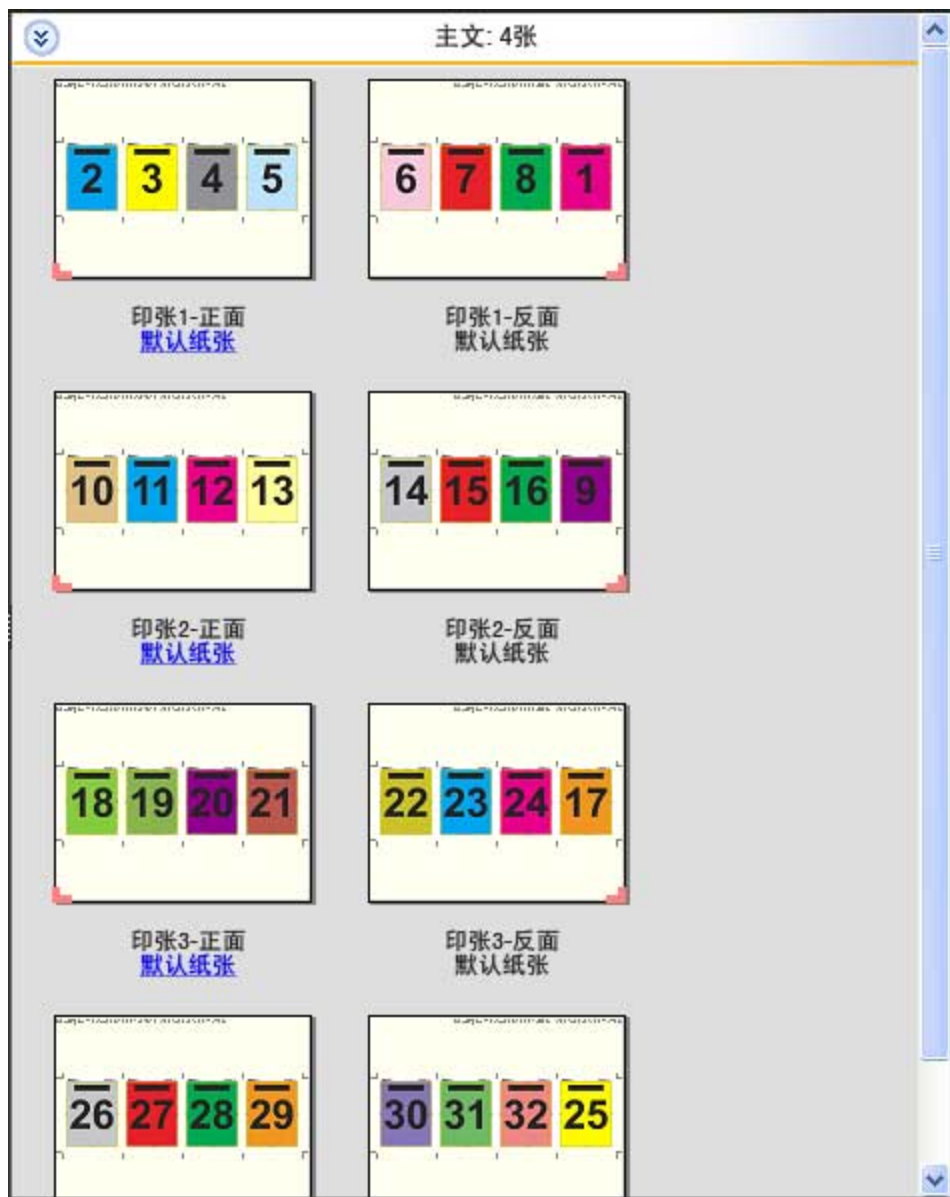 主文: 4张
2 3 4 5
6 7 8 1
印张1-正面
默认纸张
印张1-反面
默认纸张
10 11 12 13
14 15 16 9
印张2-正面
默认纸张
印张2-反面
默认纸张
18 19 20 21
22 23 24 17
印张3-正面
默认纸张
印张3-反面
默认纸张
26 27 28 29
30 31 32 25